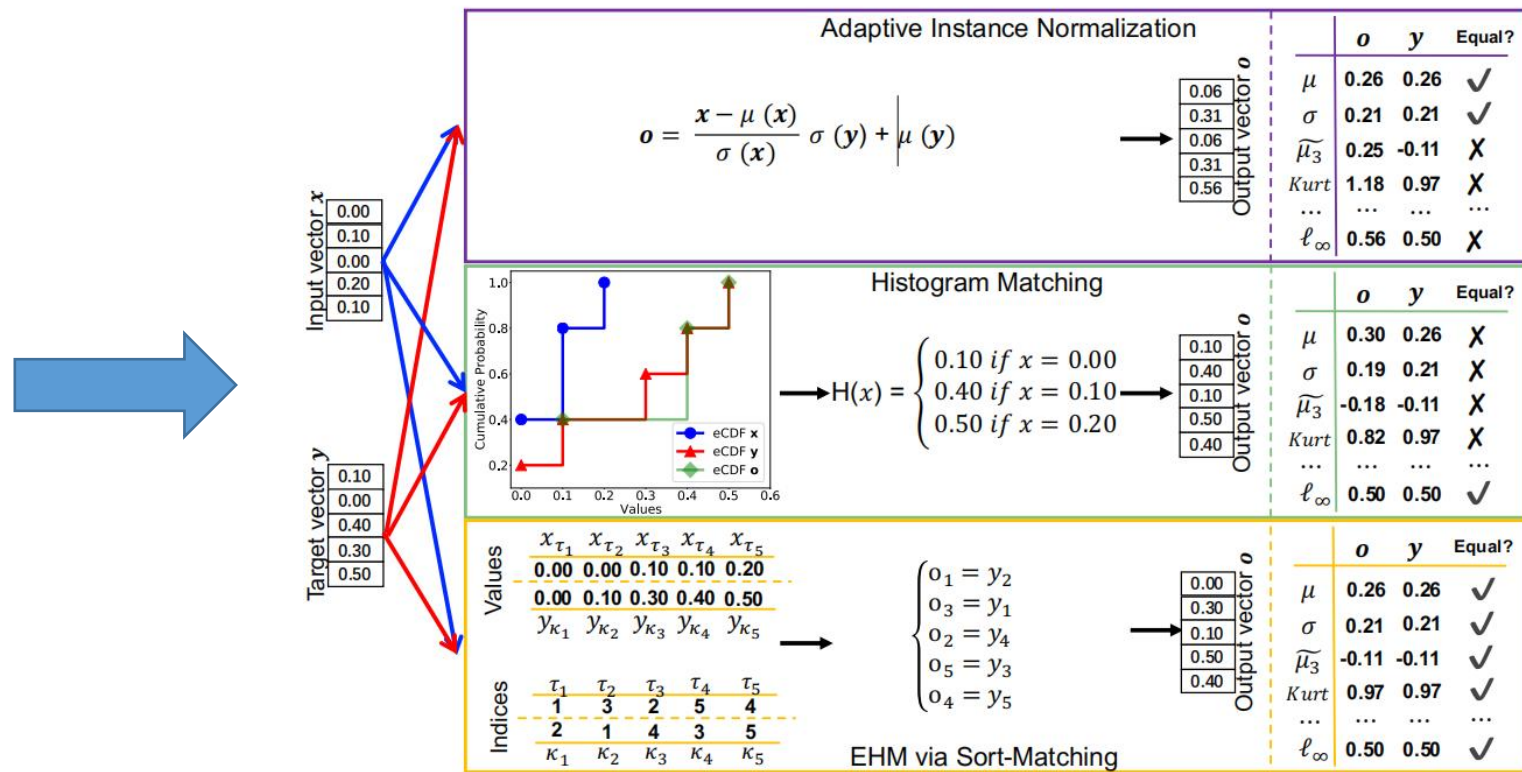 Input vector x
0.00
0.10
0.00
0.20
0.10
Target vector y
0.10
0.00
0.40
0.30
0.50
Adaptive Instance Normalization
o = (x − μ (x)) / σ (x) σ (y) + μ (y)
0.06
0.31
0.06
0.31
0.56
Output vector o
o y Equal?
μ 0.26 0.26 ✓
σ 0.21 0.21 ✓
μ̃₃ 0.25 -0.11 ✗
Kurt 1.18 0.97 ✗
... ... ... ...
ℓ∞ 0.56 0.50 ✗
Histogram Matching
Cumulative Probability
1.0
0.8
0.6
0.4
0.2
0.0 0.1 0.2 0.3 0.4 0.5 0.6
Values
eCDF x
eCDF y
eCDF o
H(x) = {
0.10 if x = 0.00
0.40 if x = 0.10
0.50 if x = 0.20
0.10
0.40
0.10
0.50
0.40
Output vector o
o y Equal?
μ 0.30 0.26 ✗
σ 0.19 0.21 ✗
μ̃₃ -0.18 -0.11 ✗
Kurt 0.82 0.97 ✗
... ... ... ...
ℓ∞ 0.50 0.50 ✓
Values
x_τ₁ x_τ₂ x_τ₃ x_τ₄ x_τ₅
0.00 0.00 0.10 0.10 0.20
0.00 0.10 0.30 0.40 0.50
y_κ₁ y_κ₂ y_κ₃ y_κ₄ y_κ₅
Indices
τ₁ τ₂ τ₃ τ₄ τ₅
1 3 2 5 4
2 1 4 3 5
κ₁ κ₂ κ₃ κ₄ κ₅
o₁ = y₂
o₃ = y₁
o₂ = y₄
o₅ = y₃
o₄ = y₅
EHM via Sort-Matching
0.00
0.30
0.10
0.50
0.40
Output vector o
o y Equal?
μ 0.26 0.26 ✓
σ 0.21 0.21 ✓
μ̃₃ -0.11 -0.11 ✓
Kurt 0.97 0.97 ✓
... ... ... ...
ℓ∞ 0.50 0.50 ✓